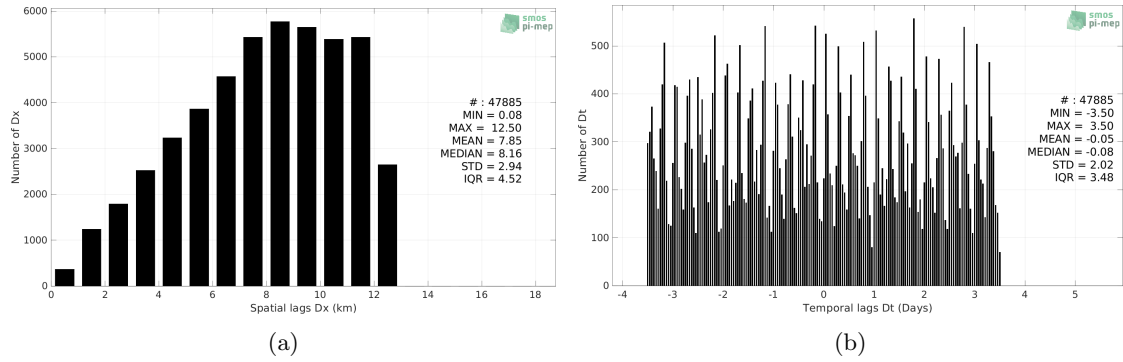 6000
5000
4000
3000
2000
1000
0
Number of Dx
0 2 4 6 8 10 12 14 16 18
Spatial lags Dx (km)
smos
pi-mep
# : 47885
MIN = 0.08
MAX = 12.50
MEAN = 7.85
MEDIAN = 8.16
STD = 2.94
IQR = 4.52
(a)
500
400
300
200
100
0
Number of Dt
-4 -3 -2 -1 0 1 2 3 4 5
Temporal lags Dt (Days)
smos
pi-mep
# : 47885
MIN = -3.50
MAX = 3.50
MEAN = -0.05
MEDIAN = -0.08
STD = 2.02
IQR = 3.48
(b)